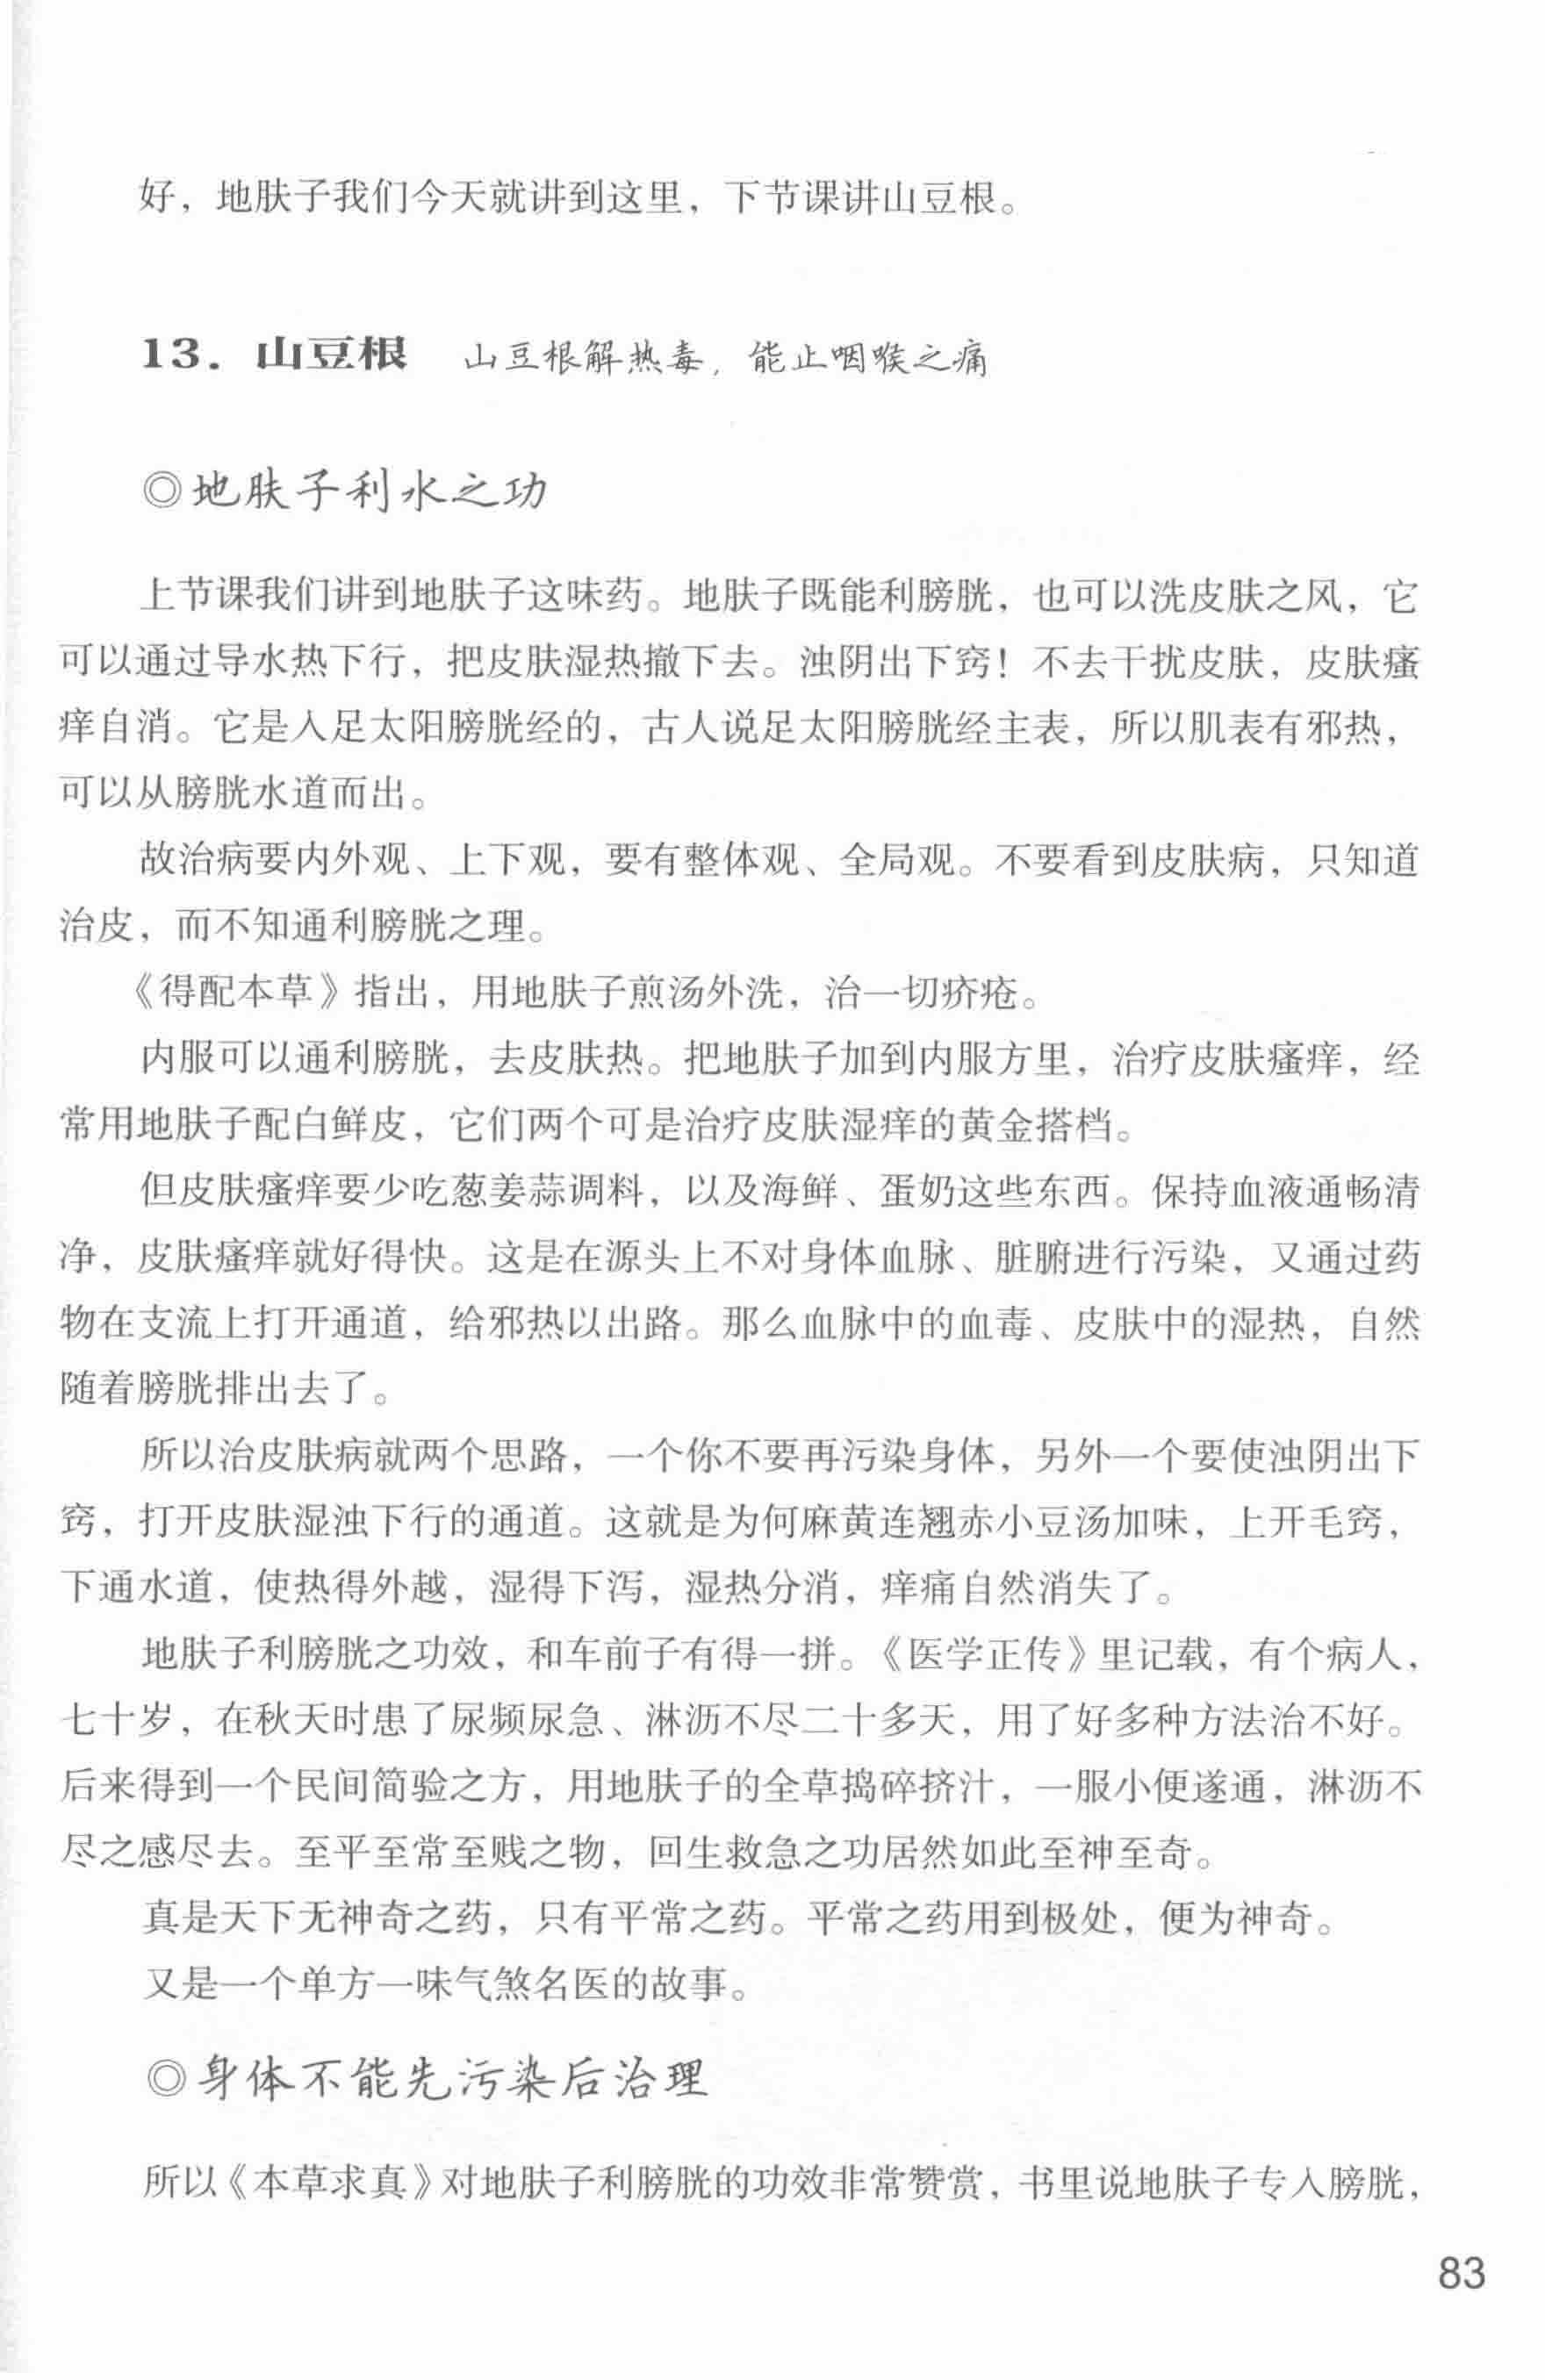 好，地肤子我们今天就讲到这里，下节课讲山豆根。
13. 山豆根 山豆根解热毒，能止咽喉之痛
◎地肤子利水之功
上节课我们讲到地肤子这味药。地肤子既能利膀胱，也可以洗皮肤之风，它
可以通过导水热下行，把皮肤湿热撤下去。浊阴出下窍！不去干扰皮肤，皮肤瘙
痒自消。它是入足太阳膀胱经的，古人说足太阳膀胱经主表，所以肌表有邪热，
可以从膀胱水道而出。
故治病要内外观、上下观，要有整体观、全局观。不要看到皮肤病，只知道
治皮，而不知通利膀胱之理。
《得配本草》指出，用地肤子煎汤外洗，治一切疥疮。
内服可以通利膀胱，去皮肤热。把地肤子加到内服方里，治疗皮肤瘙痒，经
常用地肤子配白鲜皮，它们两个可是治疗皮肤湿痒的黄金搭档。
但皮肤瘙痒要少吃葱姜蒜调料，以及海鲜、蛋奶这些东西。保持血液通畅清
净，皮肤瘙痒就好得快。这是在源头上不对身体血脉、脏腑进行污染，又通过药
物在支流上打开通道，给邪热以出路。那么血脉中的血毒、皮肤中的湿热，自然
随着膀胱排出去了。
所以治皮肤病就两个思路，一个你不要再污染身体，另外一个要使浊阴出下
窍，打开皮肤湿浊下行的通道。这就是为何麻黄连翘赤小豆汤加味，上开毛窍，
下通水道，使热得外越，湿得下泻，湿热分消，痒痛自然消失了。
地肤子利膀胱之功效，和车前子有得一拼。《医学正传》里记载，有个病人，
七十岁，在秋天时患了尿频尿急、淋沥不尽二十多天，用了好多种方法治不好。
后来得到一个民间简验之方，用地肤子的全草捣碎挤汁，一服小便遂通，淋沥不
尽之感尽去。至平至常至贱之物，回生救急之功居然如此至神至奇。
真是天下无神奇之药，只有平常之药。平常之药用到极处，便为神奇。
又是一个单方一味气煞名医的故事。
◎身体不能先污染后治理
所以《本草求真》对地肤子利膀胱的功效非常赞赏，书里说地肤子专入膀胱，
83